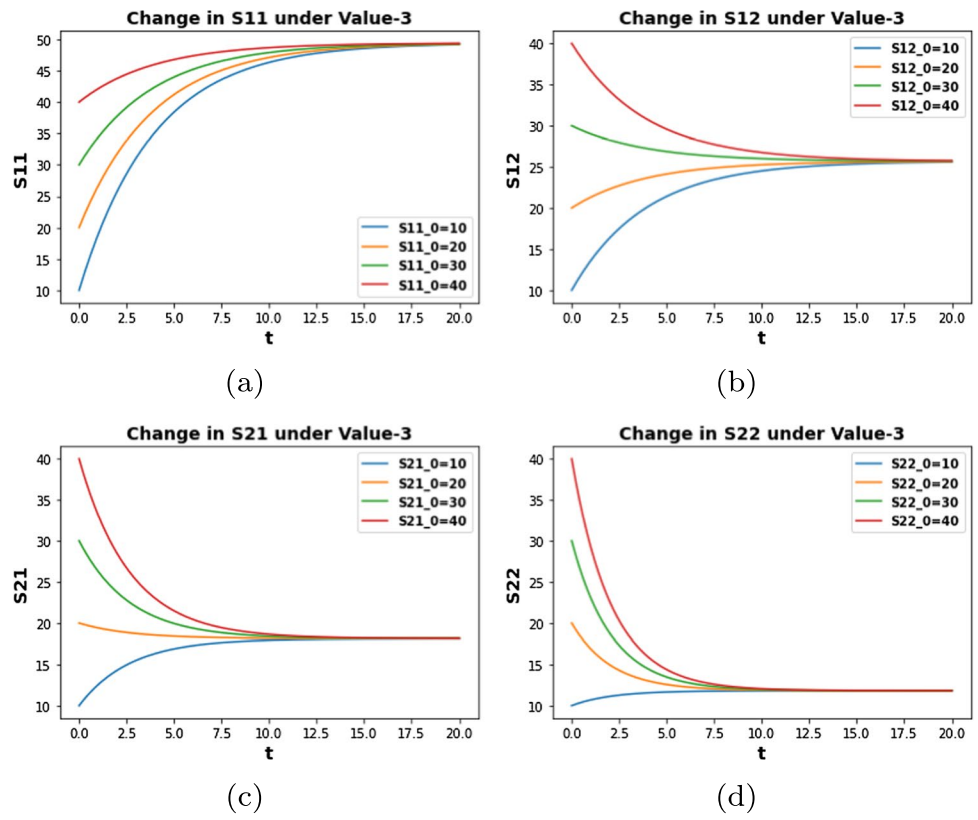 Change in S11 under Value-3
S11
50
45
40
35
30
25
20
15
10
S11_0=10
S11_0=20
S11_0=30
S11_0=40
0.0 2.5 5.0 7.5 10.0 12.5 15.0 17.5 20.0
t
(a)
Change in S12 under Value-3
S12
40
35
30
25
20
15
10
S12_0=10
S12_0=20
S12_0=30
S12_0=40
0.0 2.5 5.0 7.5 10.0 12.5 15.0 17.5 20.0
t
(b)
Change in S21 under Value-3
S21
40
35
30
25
20
15
10
S21_0=10
S21_0=20
S21_0=30
S21_0=40
0.0 2.5 5.0 7.5 10.0 12.5 15.0 17.5 20.0
t
(c)
Change in S22 under Value-3
S22
40
35
30
25
20
15
10
S22_0=10
S22_0=20
S22_0=30
S22_0=40
0.0 2.5 5.0 7.5 10.0 12.5 15.0 17.5 20.0
t
(d)